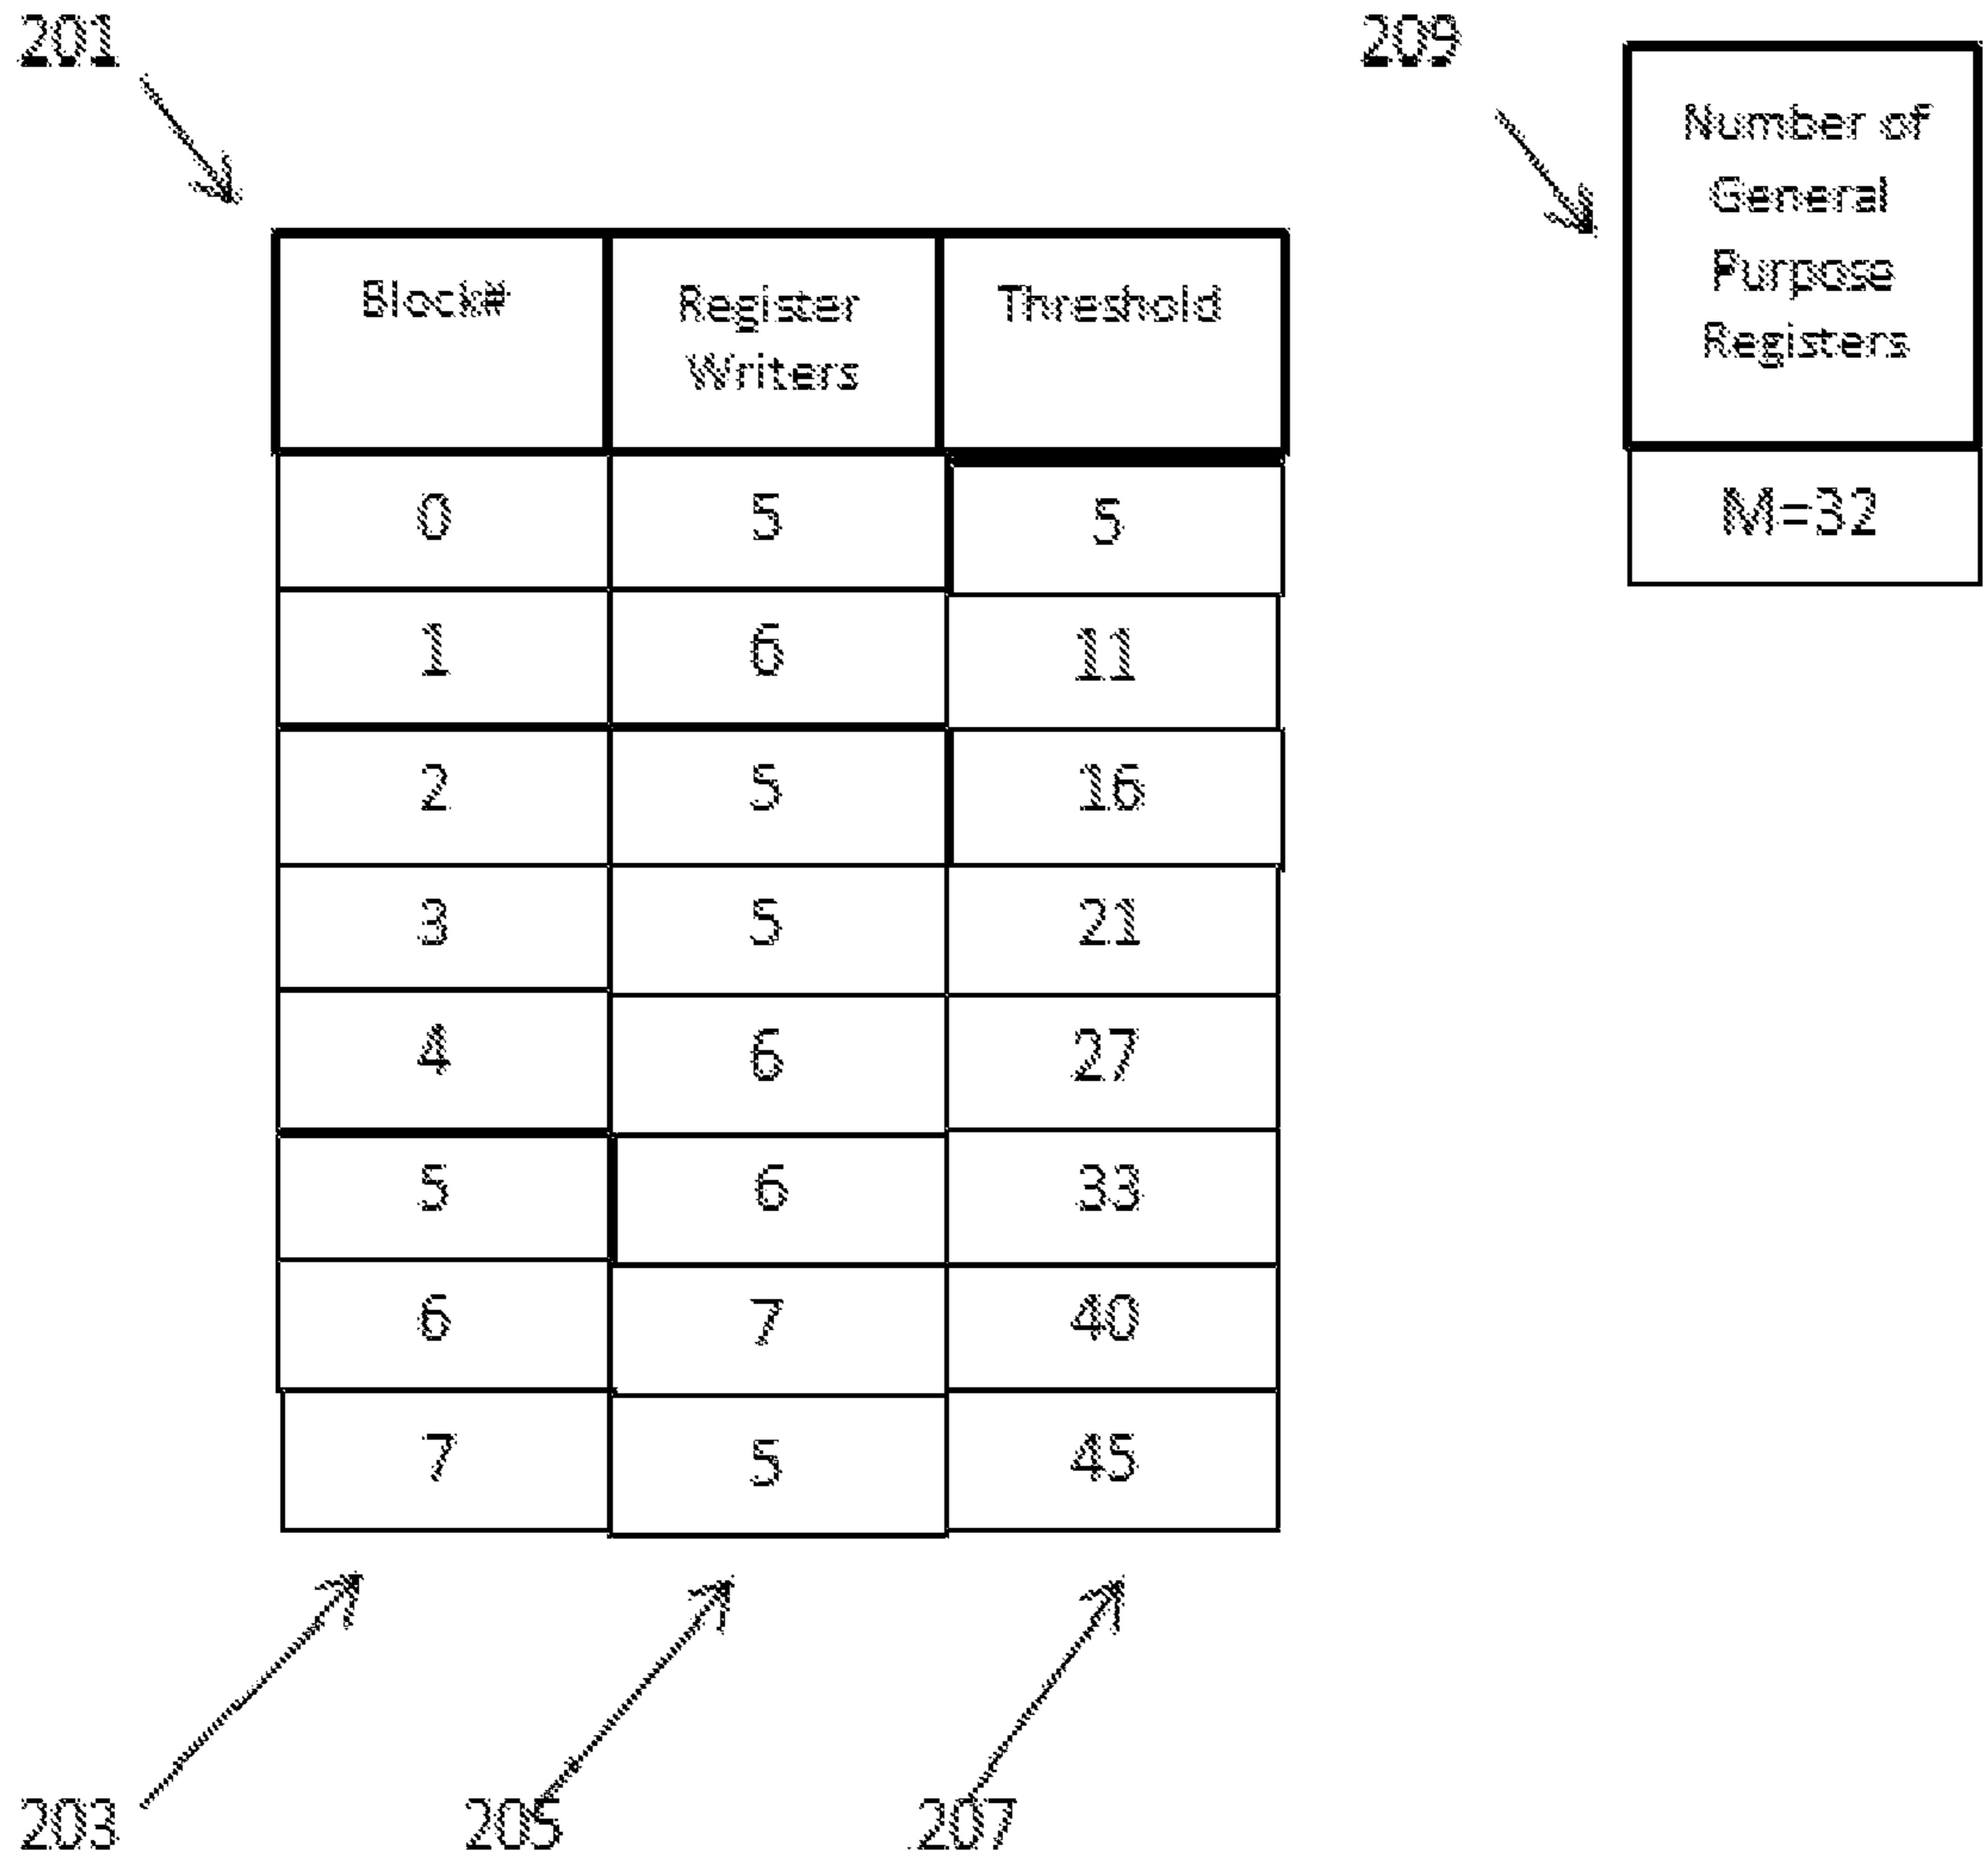 201
209
Number of
General
Purpose
Registers
M=32
Block# Register Threshold
Writers
0 5 5
1 6 11
2 5 16
3 5 21
4 6 27
5 6 33
6 7 40
7 5 45
203 205 207